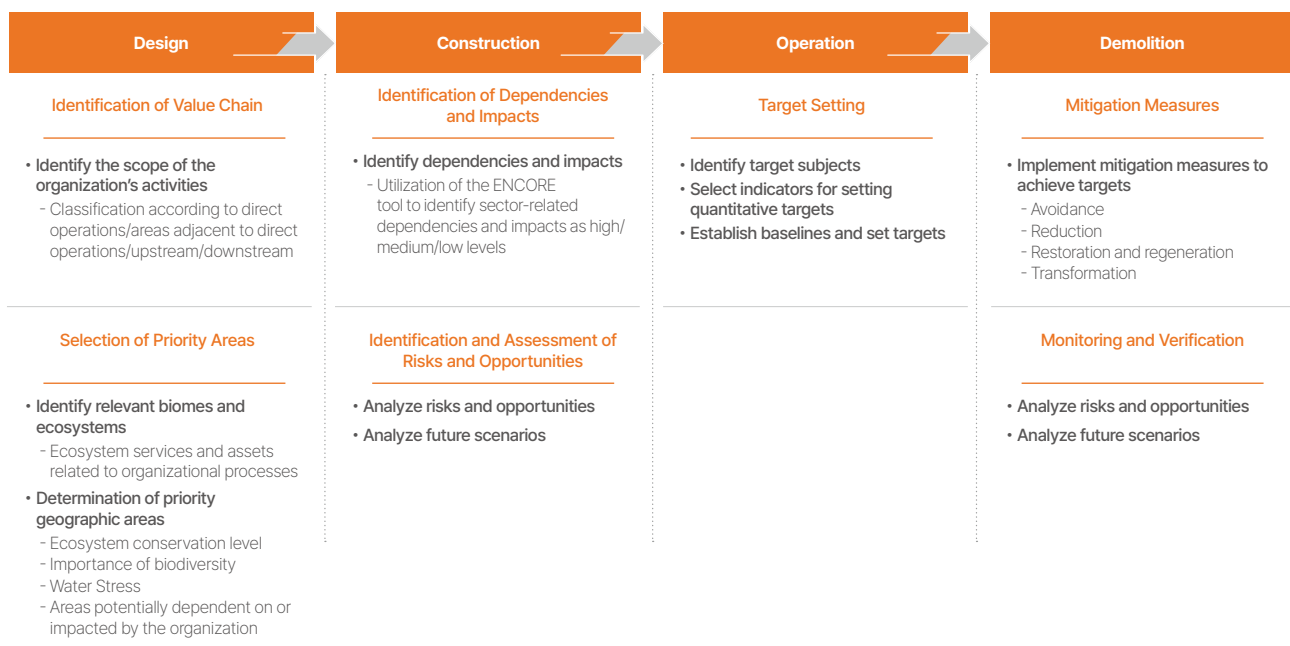 Design
Construction
Operation
Demolition
Identification of Value Chain
• Identify the scope of the
organization's activities
- Classification according to direct
operations/areas adjacent to direct
operations/upstream/downstream
Selection of Priority Areas
• Identify relevant biomes and
ecosystems
- Ecosystem services and assets
related to organizational processes
• Determination of priority
geographic areas
- Ecosystem conservation level
- Importance of biodiversity
- Water Stress
- Areas potentially dependent on or
impacted by the organization
Identification of Dependencies
and Impacts
• Identify dependencies and impacts
- Utilization of the ENCORE
tool to identify sector-related
dependencies and impacts as high/
medium/low levels
Identification and Assessment of
Risks and Opportunities
• Analyze risks and opportunities
• Analyze future scenarios
Target Setting
• Identify target subjects
• Select indicators for setting
quantitative targets
• Establish baselines and set targets
Mitigation Measures
• Implement mitigation measures to
achieve targets
- Avoidance
- Reduction
- Restoration and regeneration
- Transformation
Monitoring and Verification
• Analyze risks and opportunities
• Analyze future scenarios